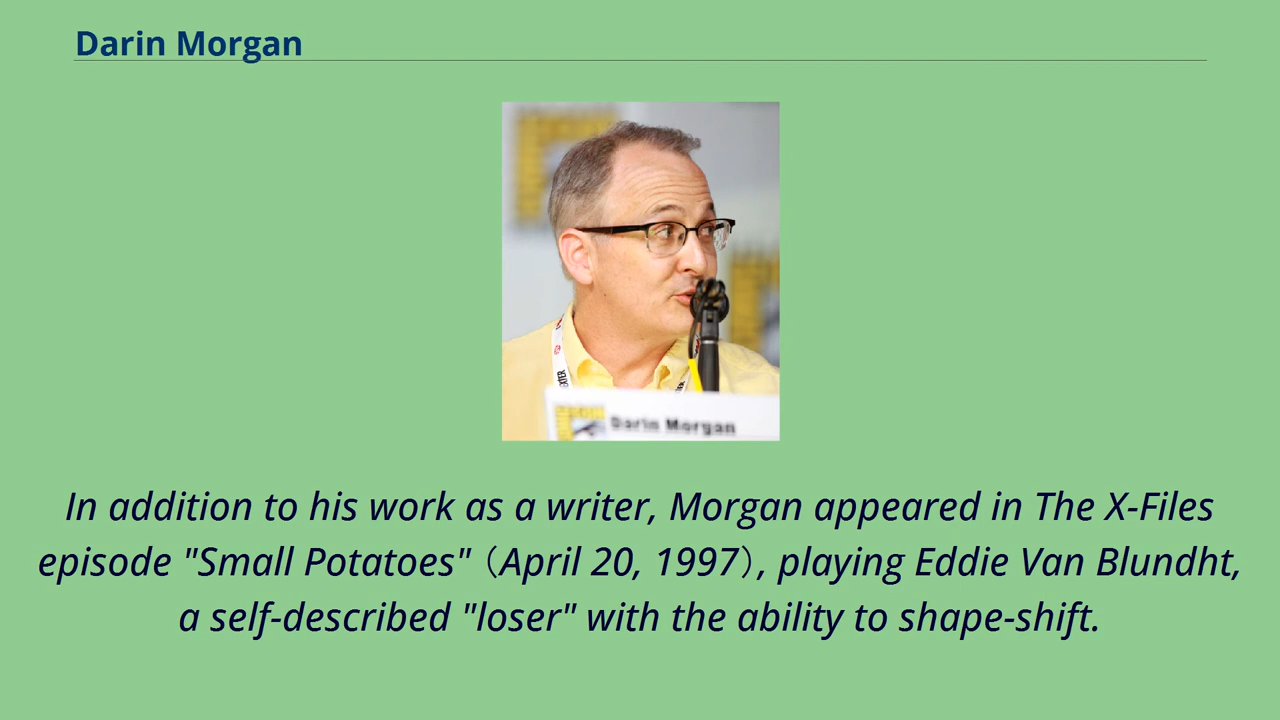 Darin Morgan
Darin Morgan
In addition to his work as a writer, Morgan appeared in The X-Files
episode "Small Potatoes"（April 20, 1997）, playing Eddie Van Blundht,
a self-described "loser" with the ability to shape-shift.